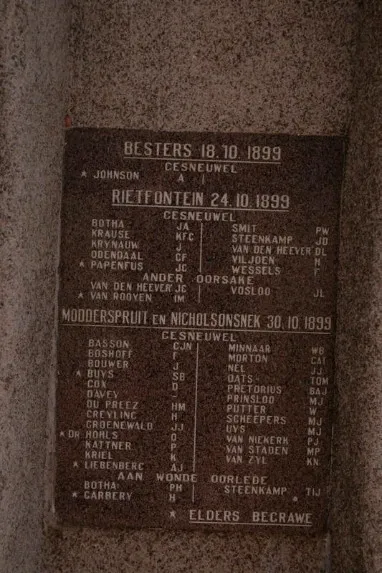 BESTERS 18.10.1899
GESNEUWEL
* JOHNSON A
RIETFONTEIN 24.10.1899
GESNEUWEL
BOTHA JA SMIT PW
KRAUSE KFC STEENKAMP JD
KRYNAUW J VAN DEN HEEVER DL
ODENDAAL CF VILJOEN H
* PAPENFUS JC WESSELS
ANDER OORSAKE
VAN DEN HEEVER JC VOSLOO JL
* VAN ROOYEN IM
MODDERSPRUIT EN NICHOLSONSNEK 30.10.1899
GESNEUWEL
BASSON CJN MINNAAR WE
BOSHOFF F MORTON CAL
BOUWER J NEL JJ
* BUYS SB OATS TOM
COX D PRETORIUS BAJ
DAVEY - PRINSLOO MJ
DU PREEZ HM PUTTER W
GREYLING H SCHEEPERS MJ
GROENEWALD JJ UYS MJ
* DR HOHLS O VAN NIEKERK PJ
KATTNER P VAN STADEN MP
KRIEL K VAN ZYL KN
* LIEBENBERG AJ
AAN WONDE OORLEDE
BOTHA PH STEENKAMP TIJ
* GARBERY H
* ELDERS BEGRAWE